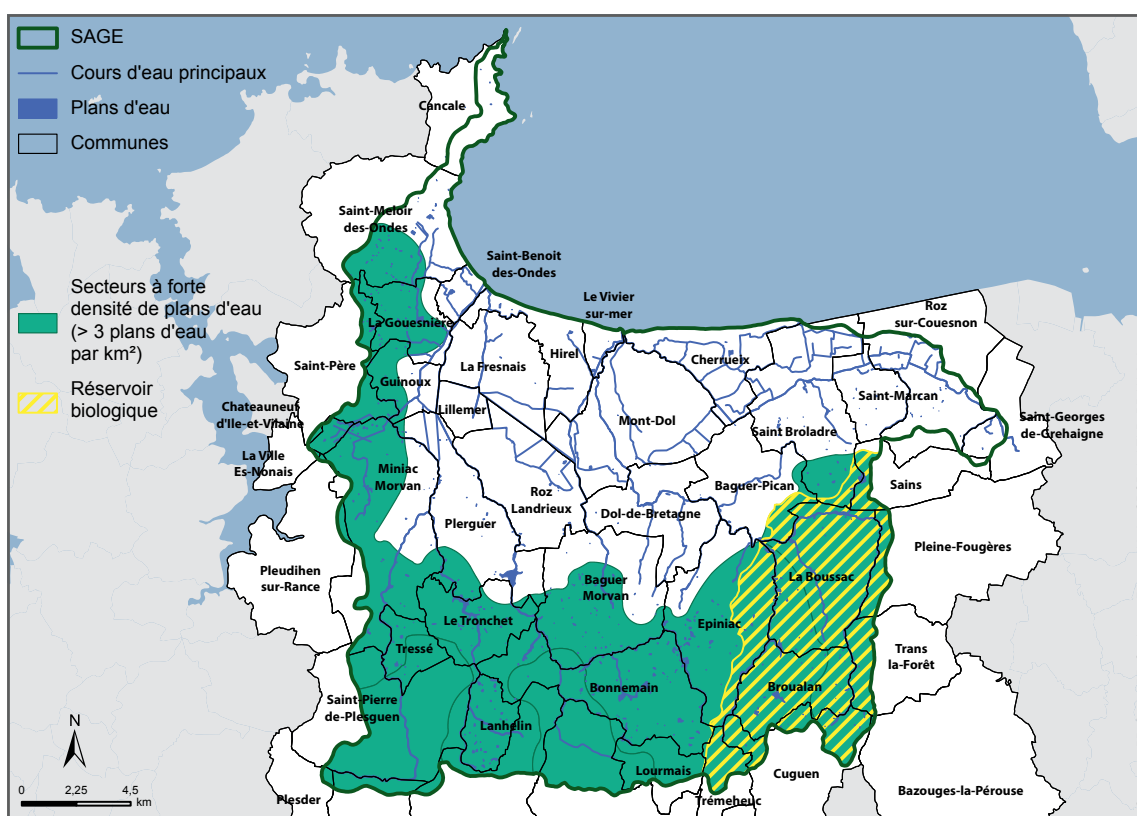 SAGE
Cours d'eau principaux
Plans d'eau
Communes
Secteurs à forte
densité de plans d'eau
(> 3 plans d'eau
par km²)
Réservoir
biologique
Cancale
Saint-Meloir
des-Ondes
Saint-Benoit
des-Ondes
Le Vivier
sur-mer
Roz
sur-Couesnon
La Gouesnière
Hirel
Cherrueix
Saint-Père
La Fresnais
Guinoux
Saint-Marcan
Lillemer
Chateauneuf
d'Ile-et-Vilaine
Mont-Dol
Saint Broladre
Saint-Georges
de-Grehaigne
La Ville
Es-Nonais
Miniac
Morvan
Baguer-Pican
Sains
Roz
Landrieux
Dol-de-Bretagne
Plerguer
Pleine-Fougères
Pleudihen
sur-Rance
Baguer
Morvan
La Boussac
Le Tronchet
Epiniac
Tressé
Trans
la-Forêt
Bonnemain
Broualan
Saint-Pierre
de-Plesguen
Lanhelin
Lourmais
Cuguen
Plesder
Trémeheuc
Bazouges-la-Pérouse
N
0 2,25 4,5
km